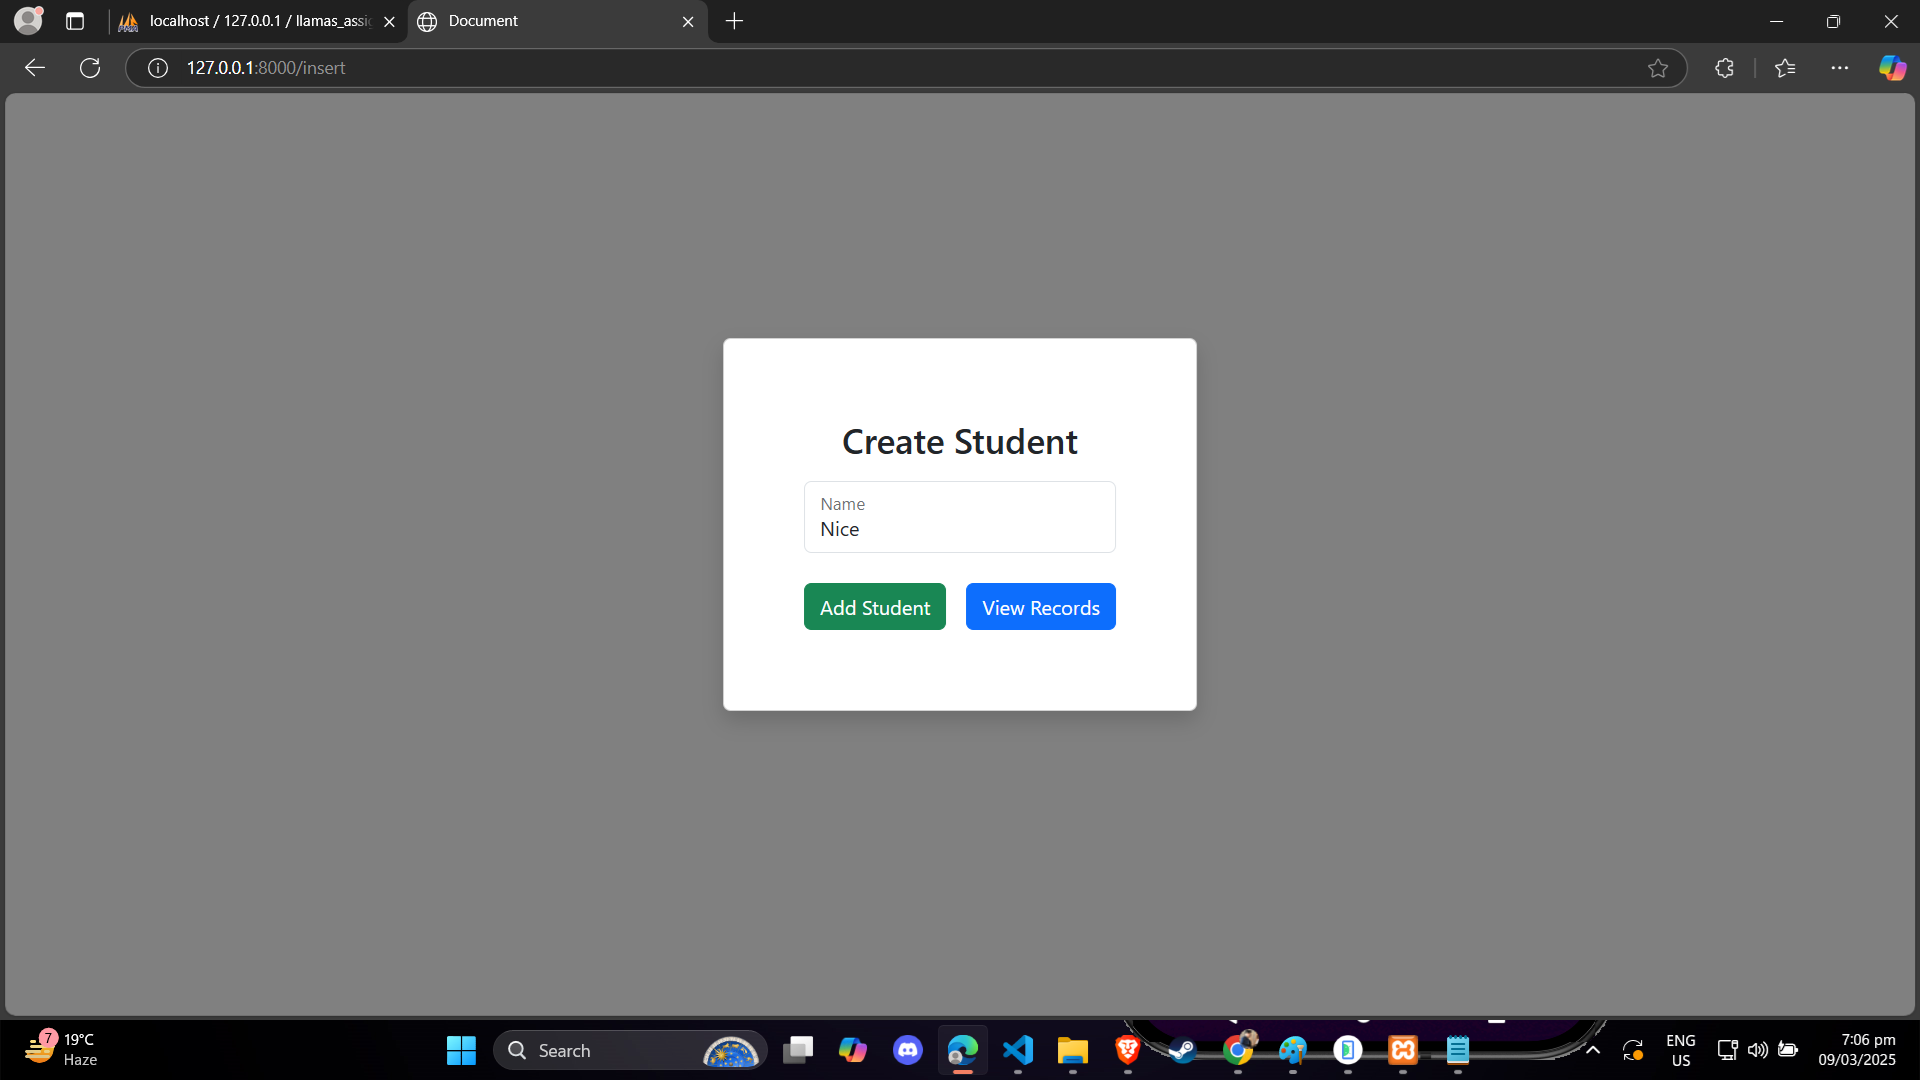 localhost / 127.0.0.1 / llamas_assi
Document
127.0.0.1:8000/insert
Create Student
Name
Nice
Add Student
View Records
7
19°C
Haze
Search
ENG
US
7:06 pm
09/03/2025